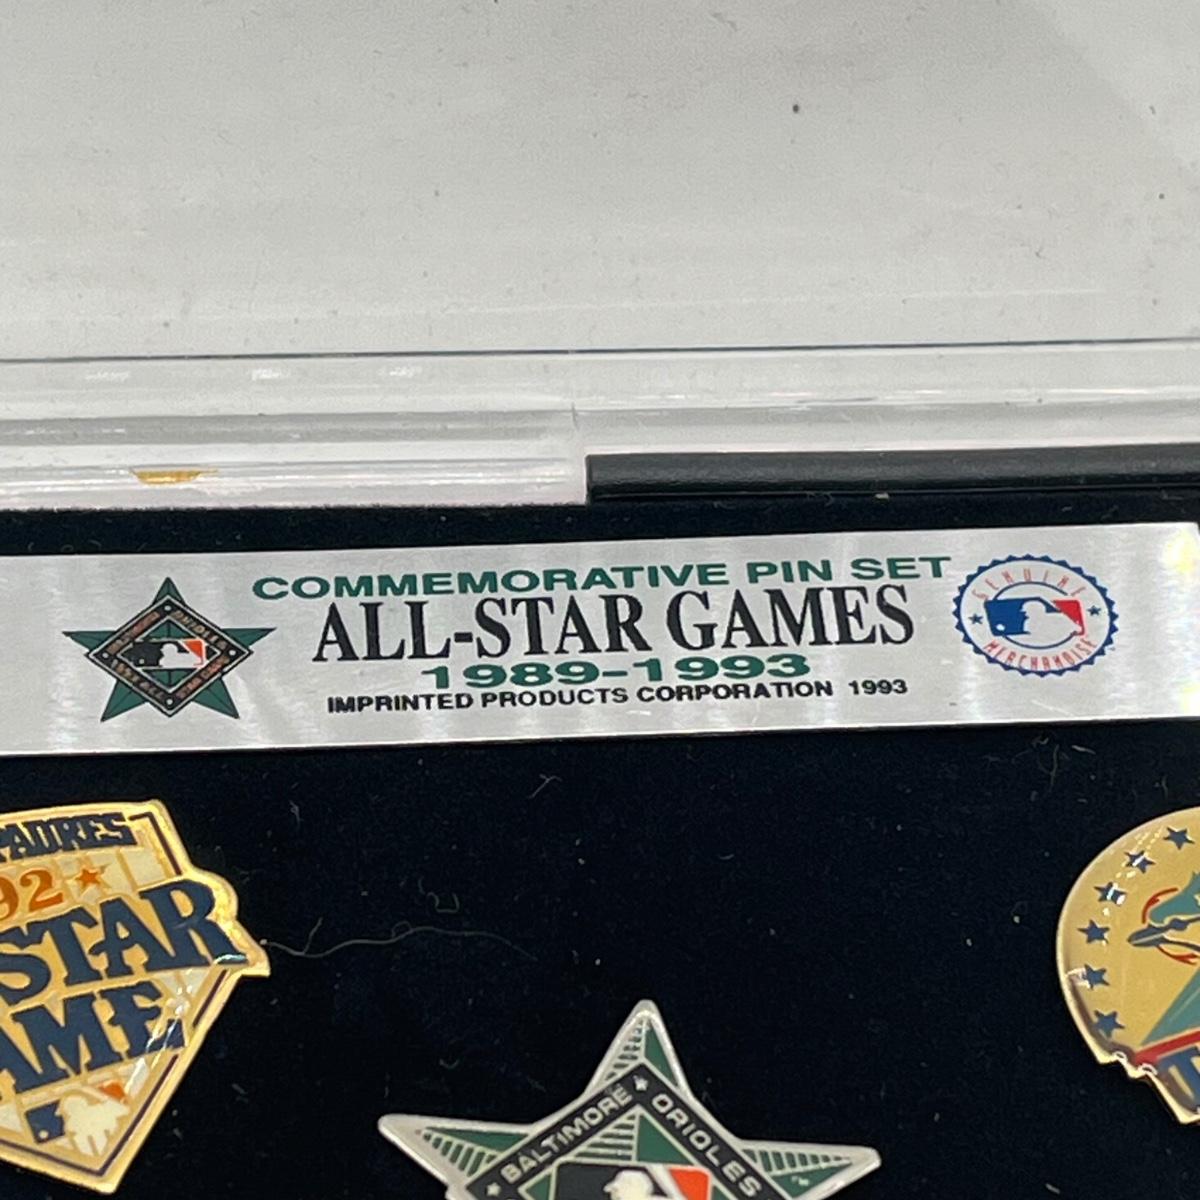 COMMEMORATIVE PIN SET
ALL-STAR GAMES
1989-1993
IMPRINTED PRODUCTS CORPORATION 1993
GENUINE
MERCHANDISE
PADRES
92
STAR
AME
BALTIMORE ORIOLES